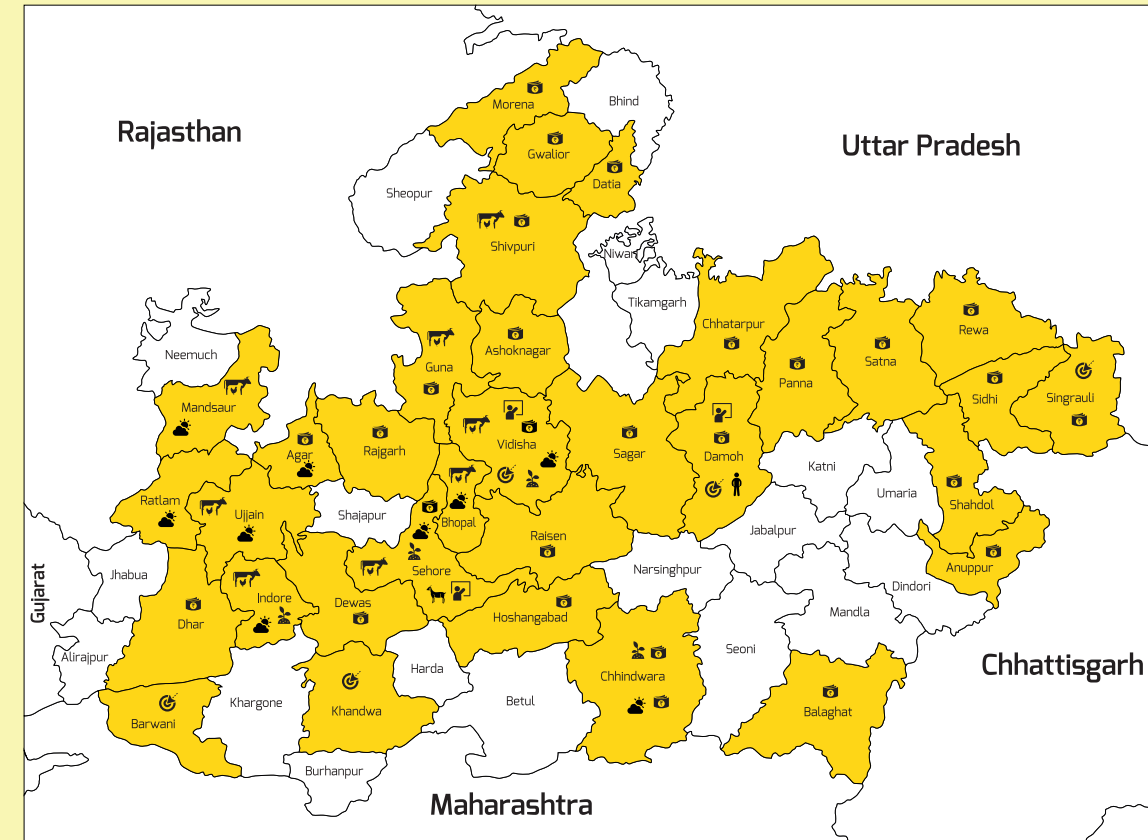 Rajasthan
Uttar Pradesh
Morena
Bhind
Gwalior
Datia
Sheopur
Shivpuri
Niwari
Tikamgarh
Chhatarpur
Rewa
Neemuch
Ashoknagar
Guna
Satna
Panna
Sidhi
Singrauli
Mandsaur
Vidisha
Rajgarh
Agar
Sagar
Damoh
Katni
Umaria
Ratlam
Ujjain
Shajapur
Bhopal
Shahdol
Jabalpur
Raisen
Jhabua
Sehore
Narsinghpur
Anuppur
Gujarat
Indore
Dewas
Dindori
Dhar
Hoshangabad
Mandla
Alirajpur
Harda
Seoni
Chhattisgarh
Chhindwara
Khargone
Betul
Khandwa
Barwani
Balaghat
Burhanpur
Maharashtra